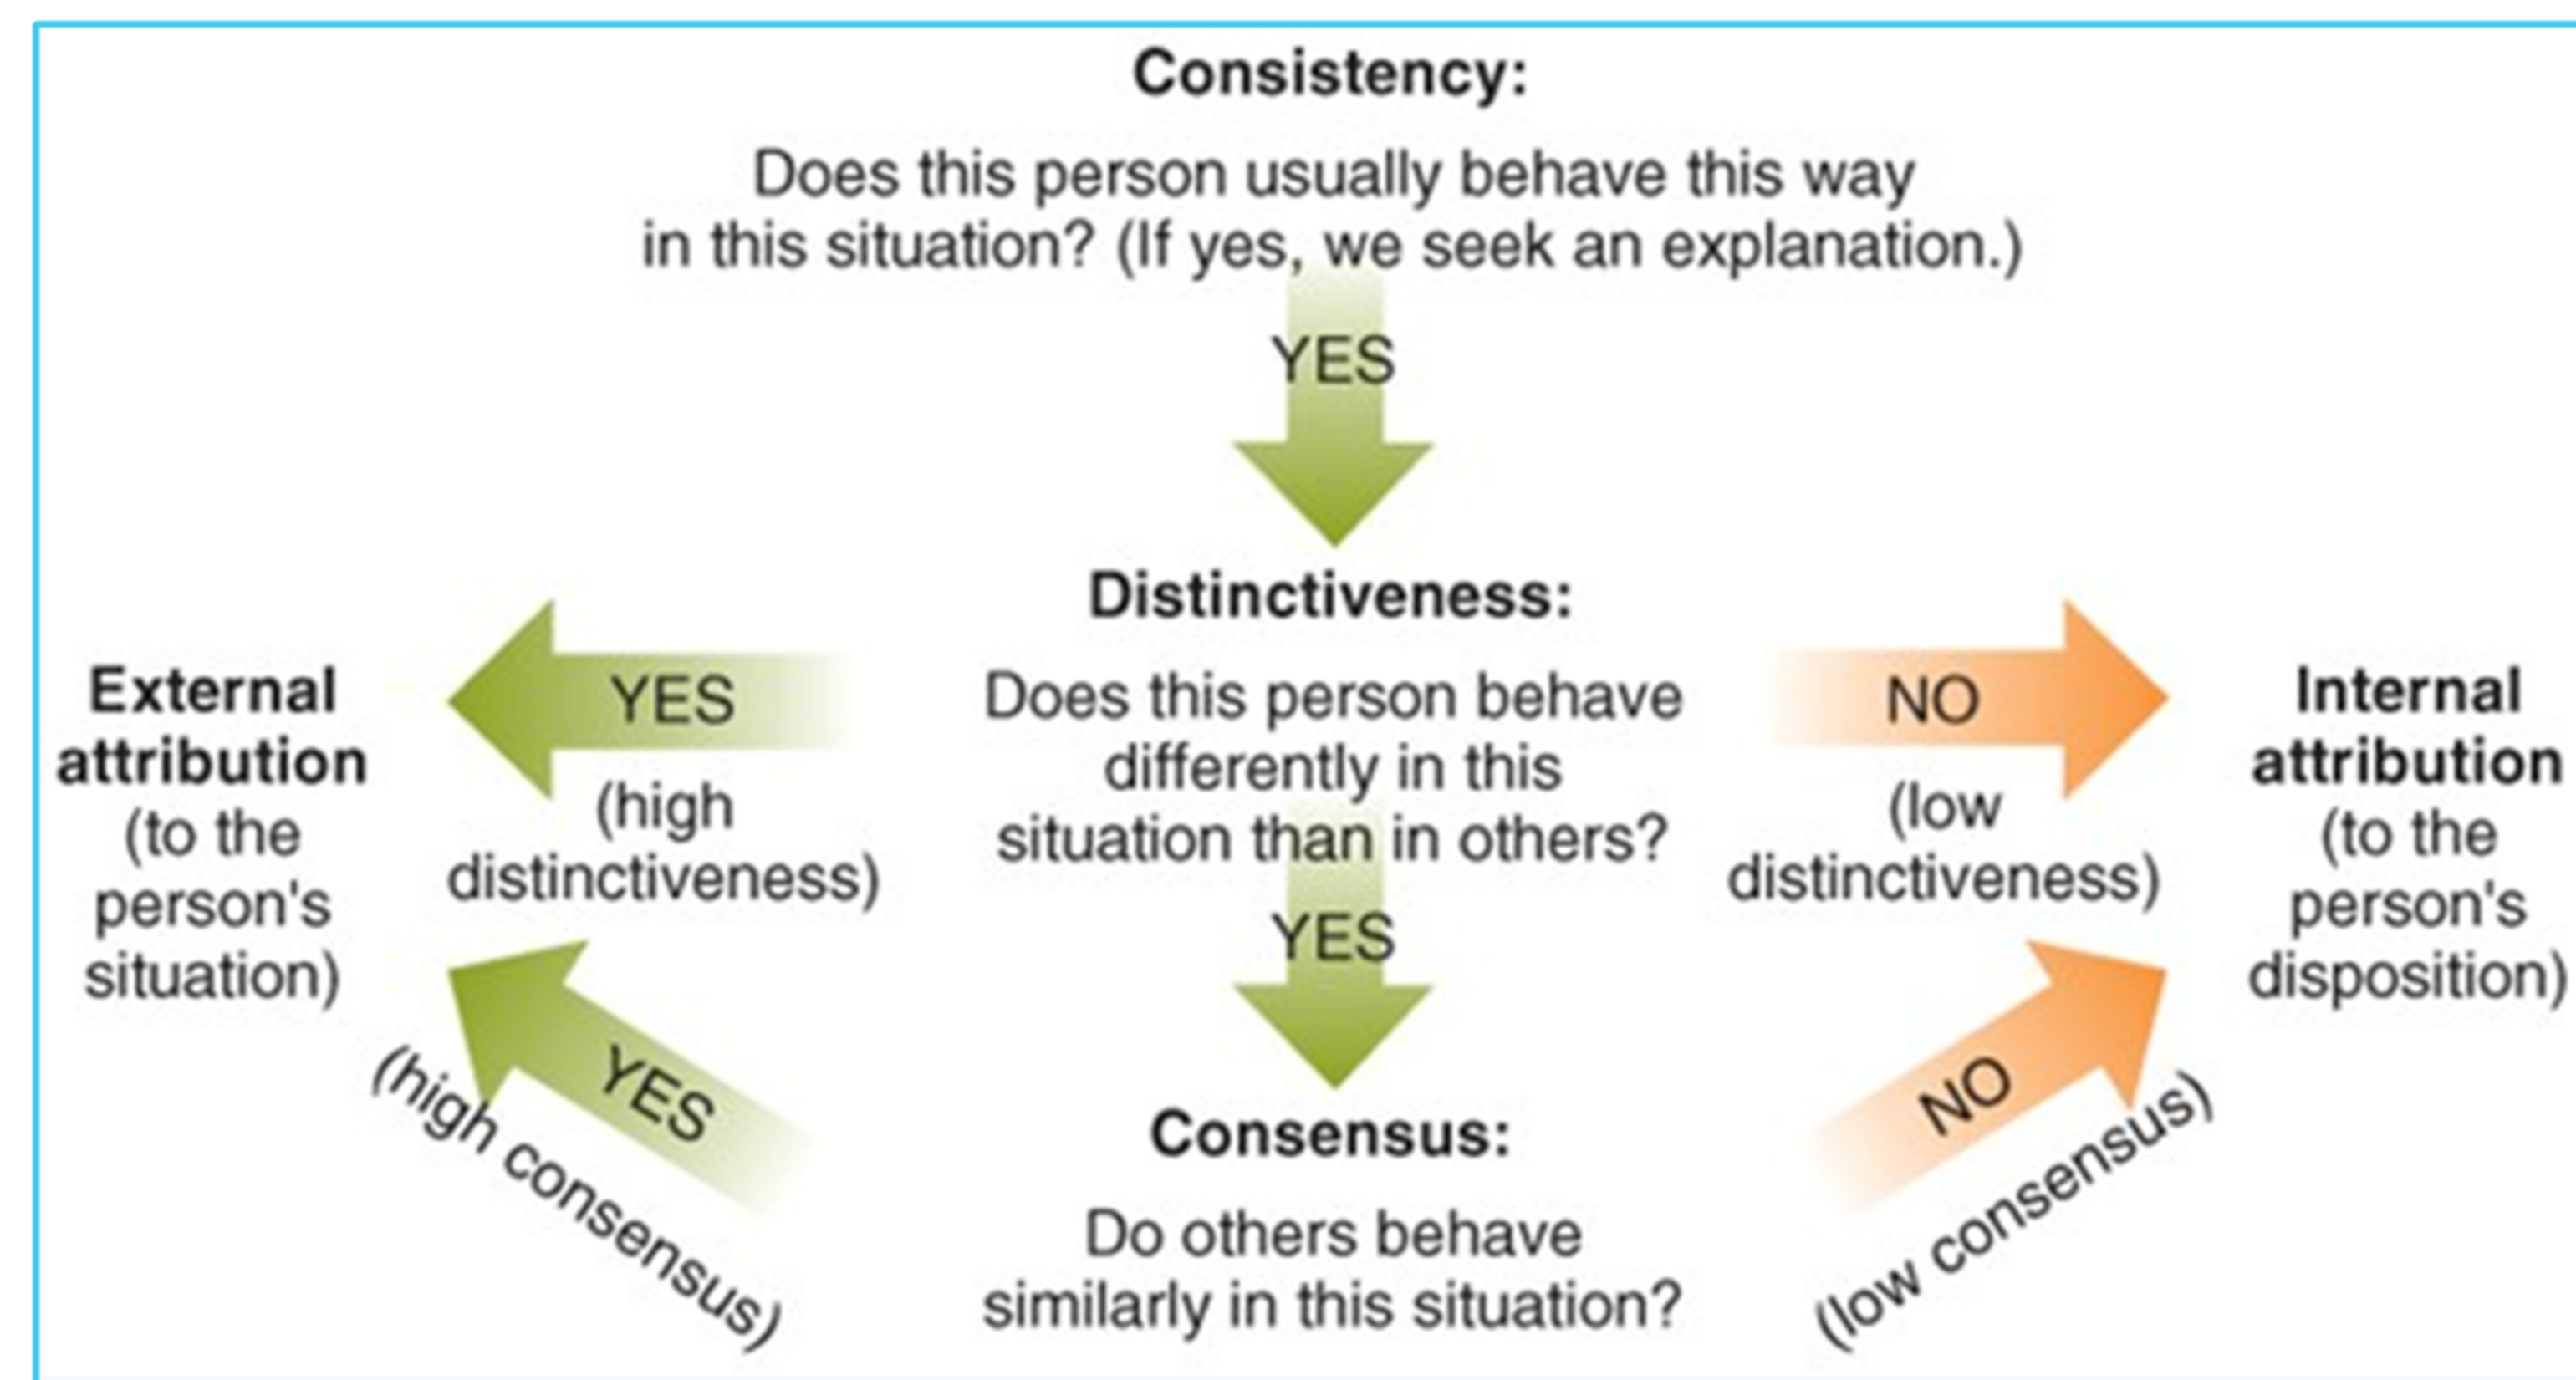 Consistency:
Does this person usually behave this way
in this situation? (If yes, we seek an explanation.)
YES
Distinctiveness:
Does this person behave
differently in this
situation than in others?
YES
(high
distinctiveness)
External
attribution
(to the
person's
situation)
NO
(low
distinctiveness)
Internal
attribution
(to the
person's
disposition)
YES
Consensus:
Do others behave
similarly in this situation?
YES
(high consensus)
NO
(low consensus)